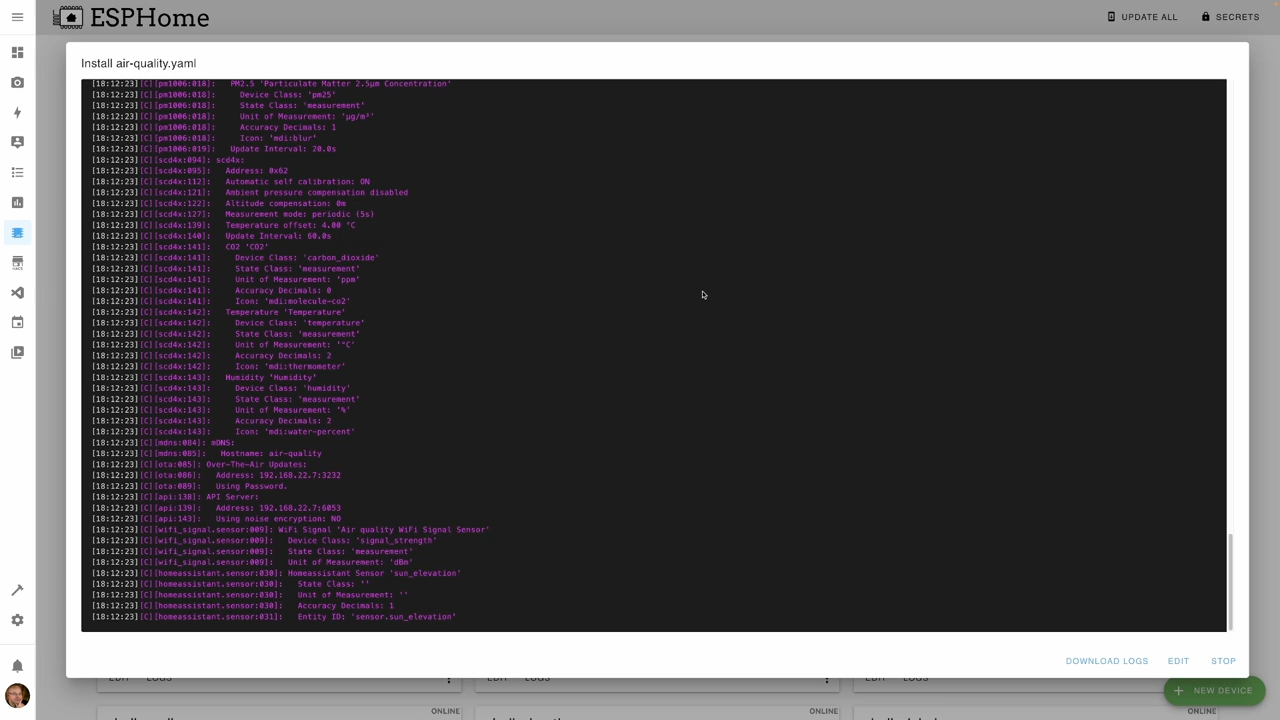 ESPHome
UPDATE ALL
SECRETS
Install air-quality.yaml
[18:12:23][C][pm1006:018]:   PM2.5 'Particulate Matter 2.5µm Concentration'
[18:12:23][C][pm1006:018]:     Device Class: 'pm25'
[18:12:23][C][pm1006:018]:     State Class: 'measurement'
[18:12:23][C][pm1006:018]:     Unit of Measurement: 'µg/m³'
[18:12:23][C][pm1006:018]:     Accuracy Decimals: 1
[18:12:23][C][pm1006:018]:     Icon: 'mdi:blur'
[18:12:23][C][pm1006:019]:   Update Interval: 20.0s
[18:12:23][C][scd4x:094]: scd4x:
[18:12:23][C][scd4x:095]:   Address: 0x62
[18:12:23][C][scd4x:112]:   Automatic self calibration: ON
[18:12:23][C][scd4x:121]:   Ambient pressure compensation disabled
[18:12:23][C][scd4x:122]:   Altitude compensation: 0m
[18:12:23][C][scd4x:127]:   Measurement mode: periodic (5s)
[18:12:23][C][scd4x:139]:   Temperature offset: 4.00 °C
[18:12:23][C][scd4x:140]:   Update Interval: 60.0s
[18:12:23][C][scd4x:141]:   CO2 'CO2'
[18:12:23][C][scd4x:141]:     Device Class: 'carbon_dioxide'
[18:12:23][C][scd4x:141]:     State Class: 'measurement'
[18:12:23][C][scd4x:141]:     Unit of Measurement: 'ppm'
[18:12:23][C][scd4x:141]:     Accuracy Decimals: 0
[18:12:23][C][scd4x:141]:     Icon: 'mdi:molecule-co2'
[18:12:23][C][scd4x:142]:   Temperature 'Temperature'
[18:12:23][C][scd4x:142]:     Device Class: 'temperature'
[18:12:23][C][scd4x:142]:     State Class: 'measurement'
[18:12:23][C][scd4x:142]:     Unit of Measurement: '°C'
[18:12:23][C][scd4x:142]:     Accuracy Decimals: 2
[18:12:23][C][scd4x:142]:     Icon: 'mdi:thermometer'
[18:12:23][C][scd4x:143]:   Humidity 'Humidity'
[18:12:23][C][scd4x:143]:     Device Class: 'humidity'
[18:12:23][C][scd4x:143]:     State Class: 'measurement'
[18:12:23][C][scd4x:143]:     Unit of Measurement: '%'
[18:12:23][C][scd4x:143]:     Accuracy Decimals: 2
[18:12:23][C][scd4x:143]:     Icon: 'mdi:water-percent'
[18:12:23][C][mdns:084]: mDNS:
[18:12:23][C][mdns:085]:   Hostname: air-quality
[18:12:23][C][ota:085]: Over-The-Air Updates:
[18:12:23][C][ota:086]:   Address: 192.168.22.7:3232
[18:12:23][C][ota:089]:   Using Password.
[18:12:23][C][api:138]: API Server:
[18:12:23][C][api:139]:   Address: 192.168.22.7:6053
[18:12:23][C][api:143]:   Using noise encryption: NO
[18:12:23][C][wifi_signal.sensor:009]: WiFi Signal 'Air quality WiFi Signal Sensor'
[18:12:23][C][wifi_signal.sensor:009]:   Device Class: 'signal_strength'
[18:12:23][C][wifi_signal.sensor:009]:   State Class: 'measurement'
[18:12:23][C][wifi_signal.sensor:009]:   Unit of Measurement: 'dBm'
[18:12:23][C][homeassistant.sensor:030]: Homeassistant Sensor 'sun_elevation'
[18:12:23][C][homeassistant.sensor:030]:   State Class: ''
[18:12:23][C][homeassistant.sensor:030]:   Unit of Measurement: ''
[18:12:23][C][homeassistant.sensor:030]:   Accuracy Decimals: 1
[18:12:23][C][homeassistant.sensor:031]:   Entity ID: 'sensor.sun_elevation'
DOWNLOAD LOGS
EDIT
STOP
EDIT LOGS
EDIT LOGS
EDIT LOGS
NEW DEVICE
ONLINE
ONLINE
ONLINE
HACS